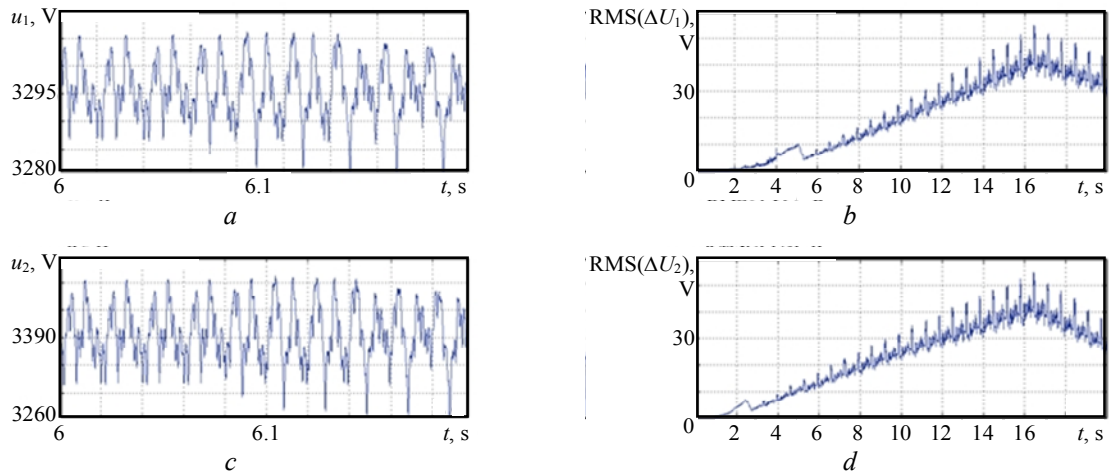 u1, V
3295
3280
6
6.1
t, s
a
RMS(ΔU1),
V
30
0
2 4 6 8 10 12 14 16 t, s
b
u2, V
3390
3260
6
6.1
t, s
c
RMS(ΔU2),
V
30
0
2 4 6 8 10 12 14 16 t, s
d